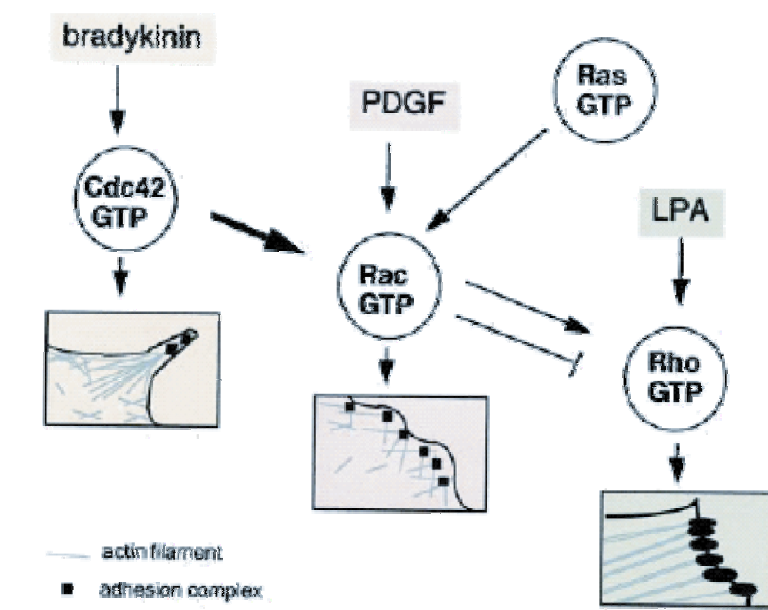 bradykinin
Ras
GTP
PDGF
Cdc42
GTP
LPA
Rac
GTP
Rho
GTP
actin filament
adhesion complex